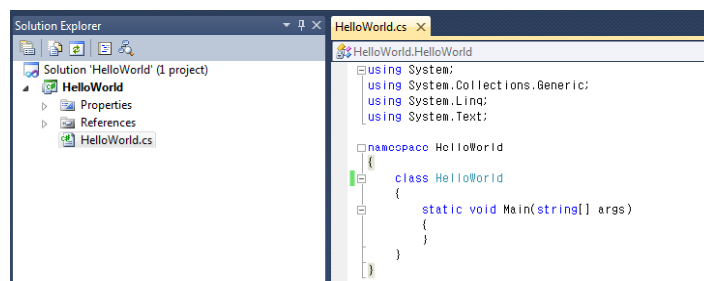 Solution Explorer
HelloWorld.cs
Solution 'HelloWorld' (1 project)
HelloWorld
Properties
References
HelloWorld.cs
HelloWorld.HelloWorld
using System;
using System.Collections.Generic;
using System.Linq;
using System.Text;
namespace HelloWorld
{
class HelloWorld
{
static void Main(string[] args)
{
}
}
}